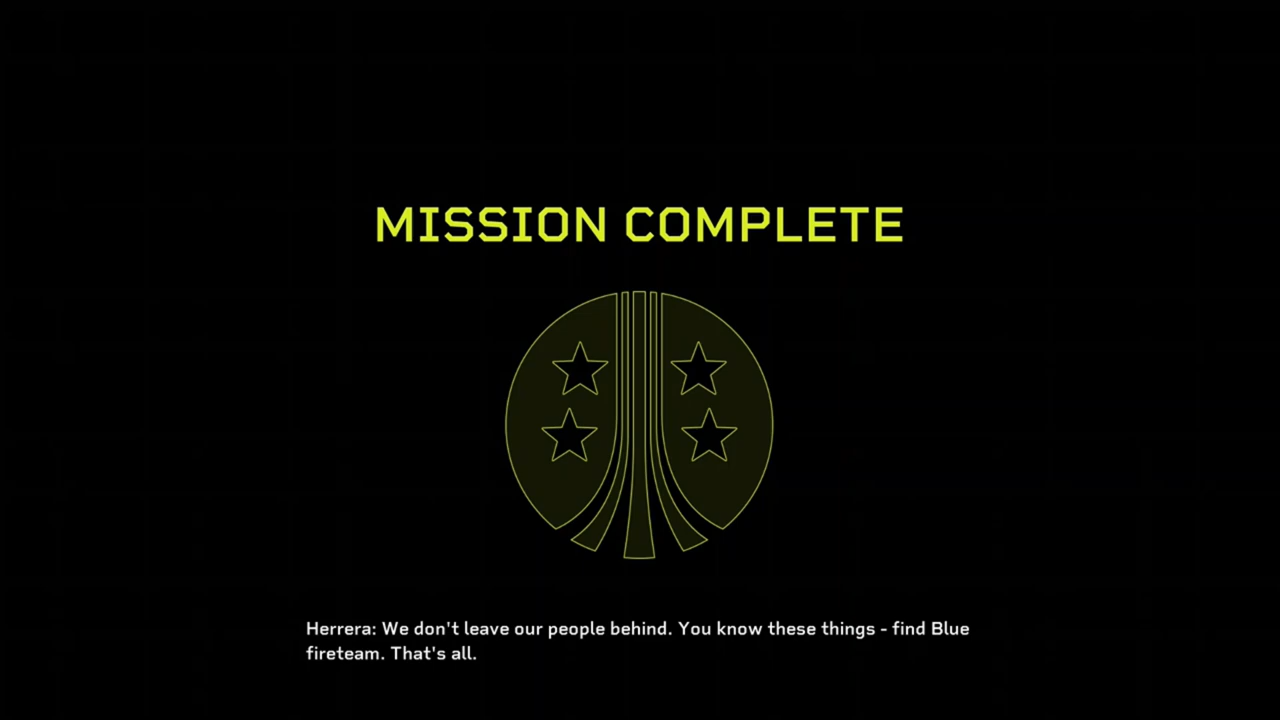 MISSION COMPLETE
Herrera: We don't leave our people behind. You know these things - find Blue
fireteam. That's all.